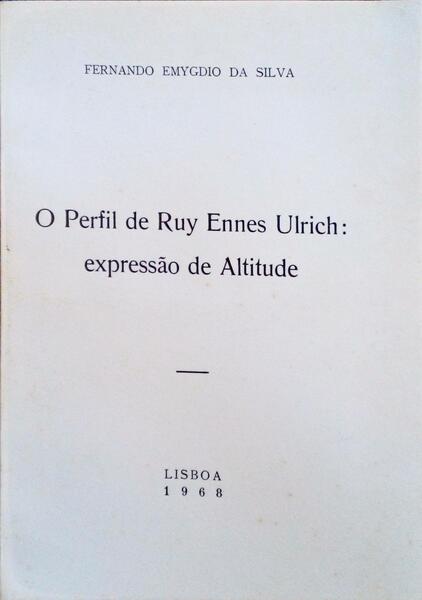 FERNANDO EMYGDIO DA SILVA
O Perfil de Ruy Ennes Ulrich:
expressão de Altitude
LISBOA
1968